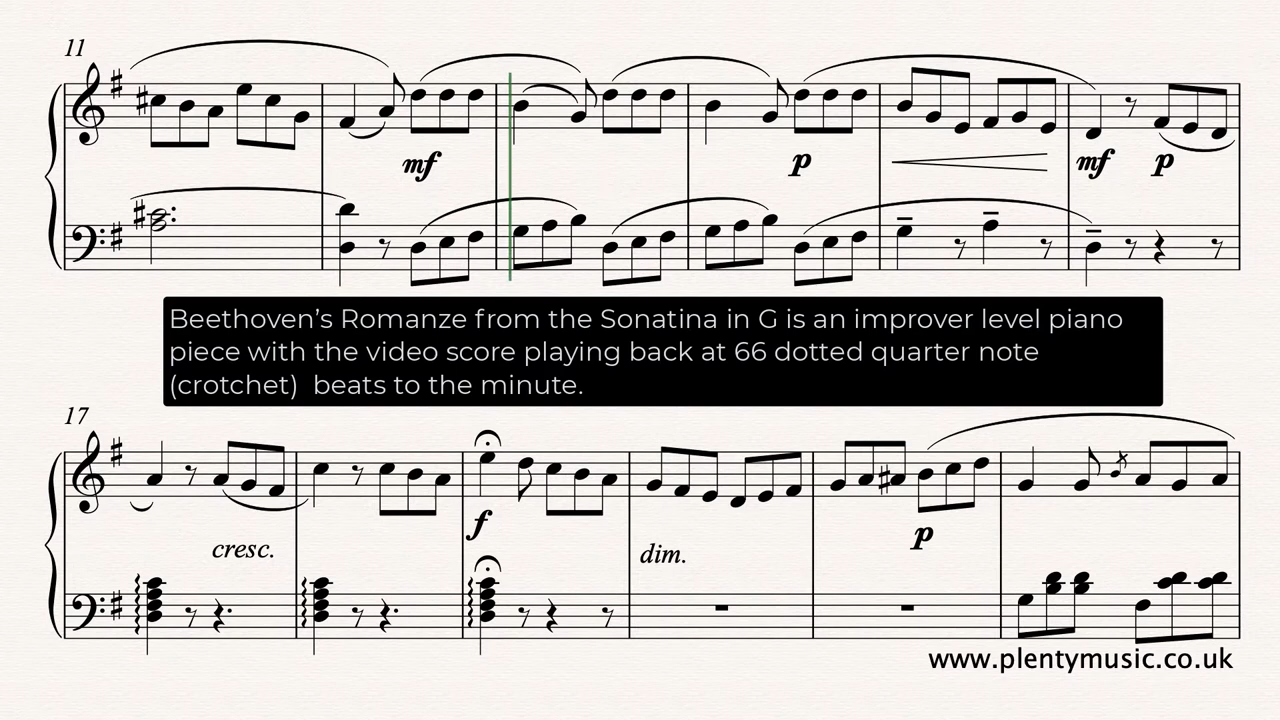 11
mf
p
mf
p
Beethoven's Romanze from the Sonatina in G is an improver level piano
piece with the video score playing back at 66 dotted quarter note
(crotchet)  beats to the minute.
17
cresc.
f
dim.
p
www.plentymusic.co.uk